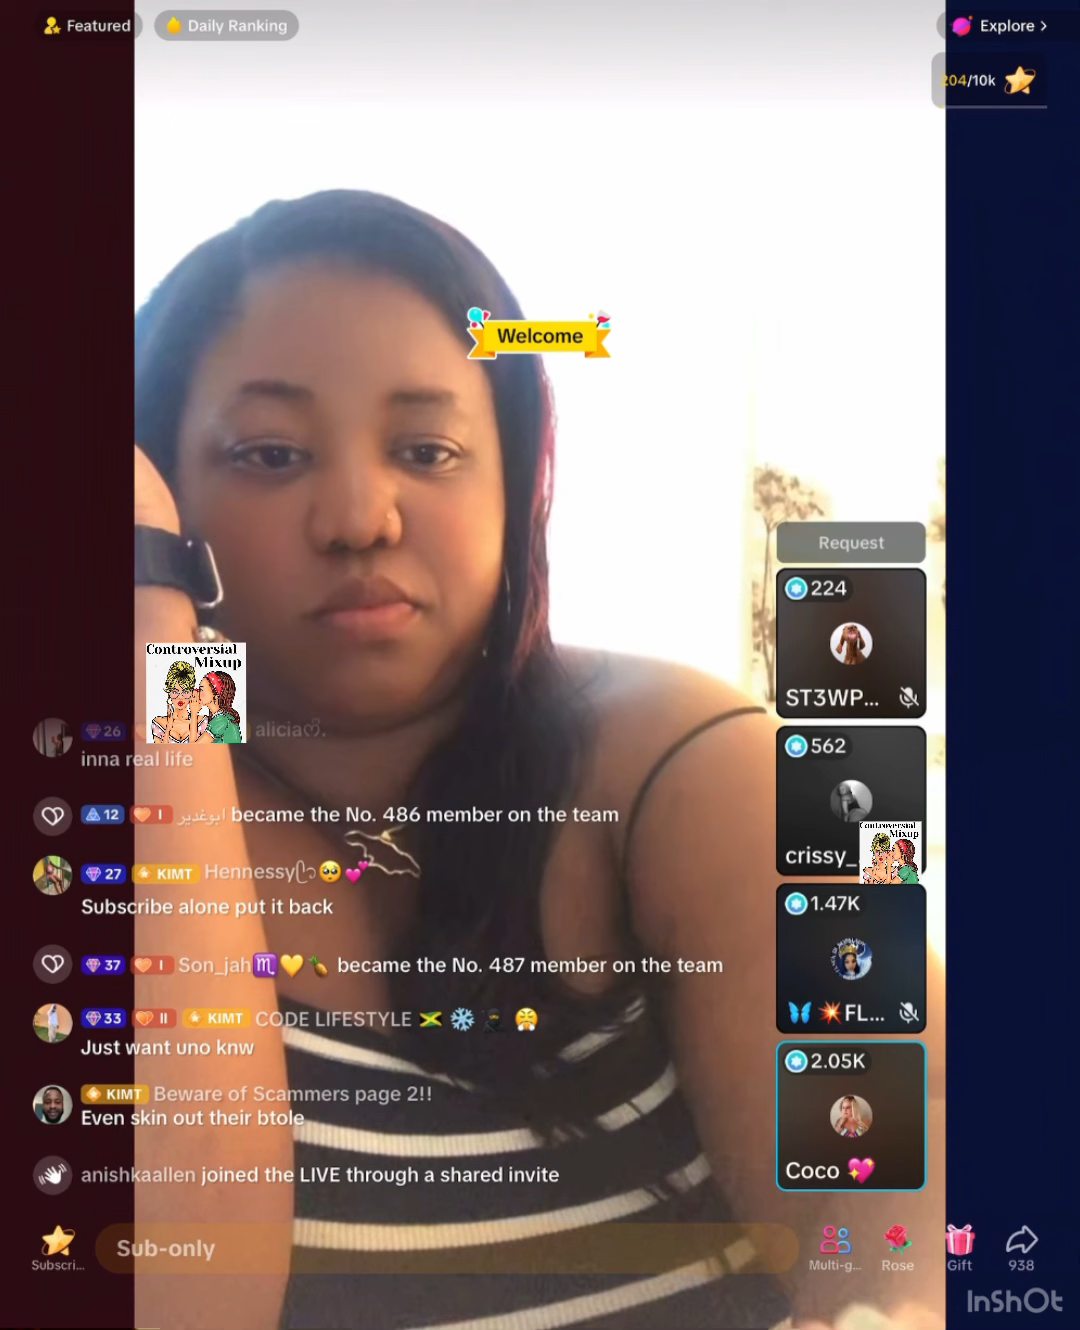 Featured
Daily Ranking
Explore >
204/10k
Welcome
Request
224
ST3WP...
562
crissy_
Controversial
Mixup
1.47K
FL...
2.05K
Coco
Controversial
Mixup
26 alicia
inna real life
12 I ابوغدير became the No. 486 member on the team
27 KIMT Hennessy
Subscribe alone put it back
37 I Son_jah became the No. 487 member on the team
33 II KIMT CODE LIFESTYLE
Just want uno knw
KIMT Beware of Scammers page 2!!
Even skin out their btole
anishkaallen joined the LIVE through a shared invite
Subscri...
Sub-only
Multi-g...
Rose
Gift
938
InShOt